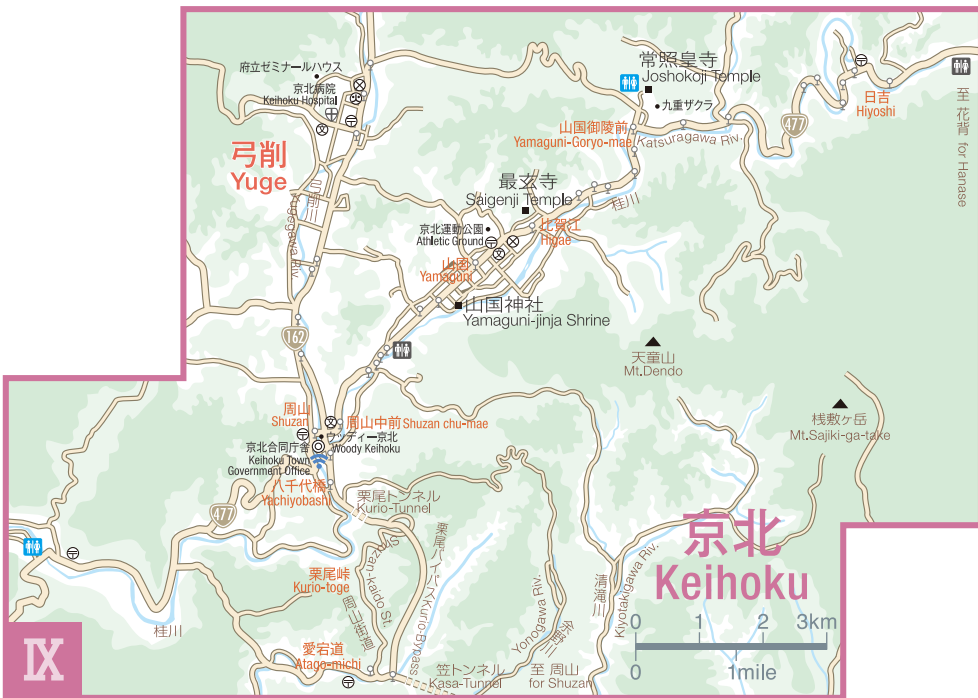 府立ゼミナールハウス
京北病院
Keihoku Hospital
弓削
Yuge
弓削川
Yugegawa Riv.
常照皇寺
Joshokoji Temple
九重ザクラ
山国御陵前
Yamaguni-Goryo-mae
Katsuragawa Riv.
桂川
477
日吉
Hiyoshi
至 花背 for Hanase
最玄寺
Saigenji Temple
京北運動公園
Athletic Ground
比賀江
Higae
山国
Yamaguni
山国神社
Yamaguni-jinja Shrine
162
天童山
Mt.Dendo
桟敷ヶ岳
Mt.Sajiki-ga-take
周山
Shuzan
周山中前 Shuzan chu-mae
ウッディー京北
Woody Keihoku
京北合同庁舎
Keihoku Town
Government Office
八千代橋
Yachiyobashi
477
栗尾トンネル
Kurio-Tunnel
栗尾峠
Kurio-toge
Shuzan-kaido St.
周山街道
栗尾バイパス Kurio-Bypass
桂川
愛宕道
Atago-michi
笠トンネル
Kasa-Tunnel
Yonogawa Riv.
余野川
至 周山
for Shuzan
清滝川
Kiyotakigawa Riv.
京北
Keihoku
0 1 2 3km
0 1mile
IX